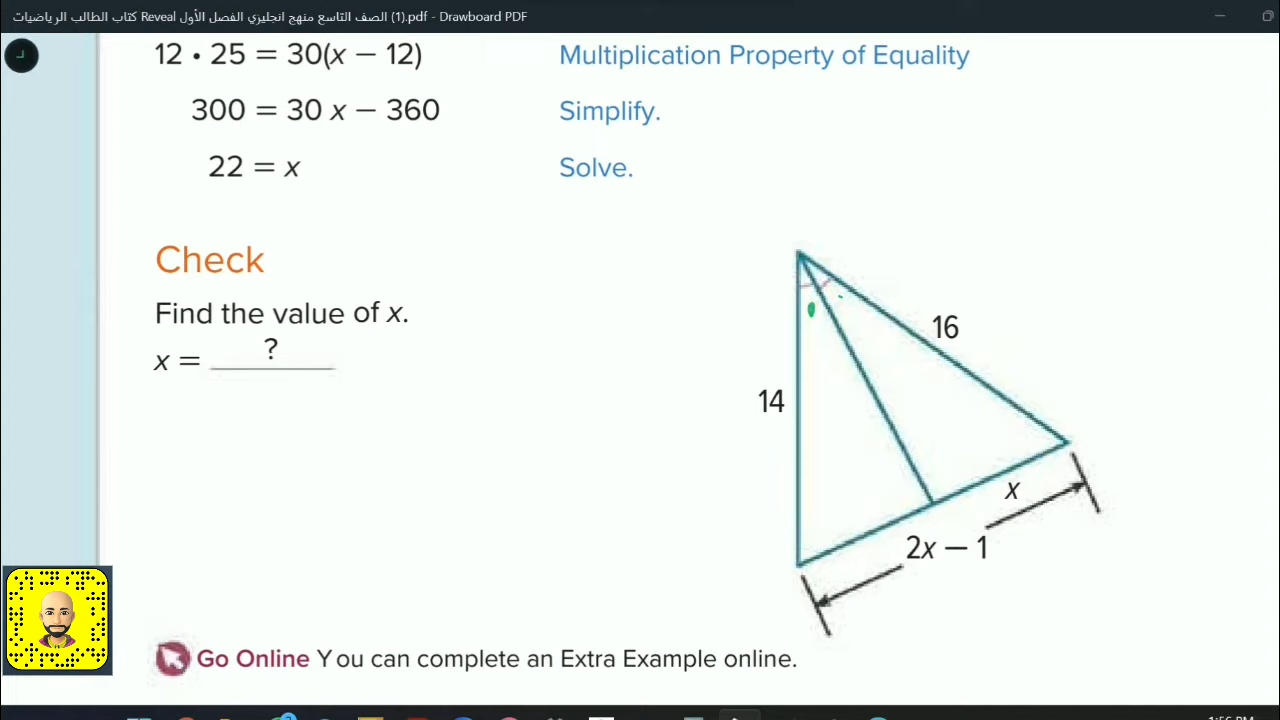 كتاب الطالب الرياضيات Reveal الصف التاسع منهج انجليزي الفصل الأول (1).pdf - Drawboard PDF
12 • 25 = 30(x − 12) Multiplication Property of Equality
300 = 30 x − 360 Simplify.
22 = x Solve.
Check
Find the value of x.
x = ?
16
14
x
2x − 1
Go Online You can complete an Extra Example online.